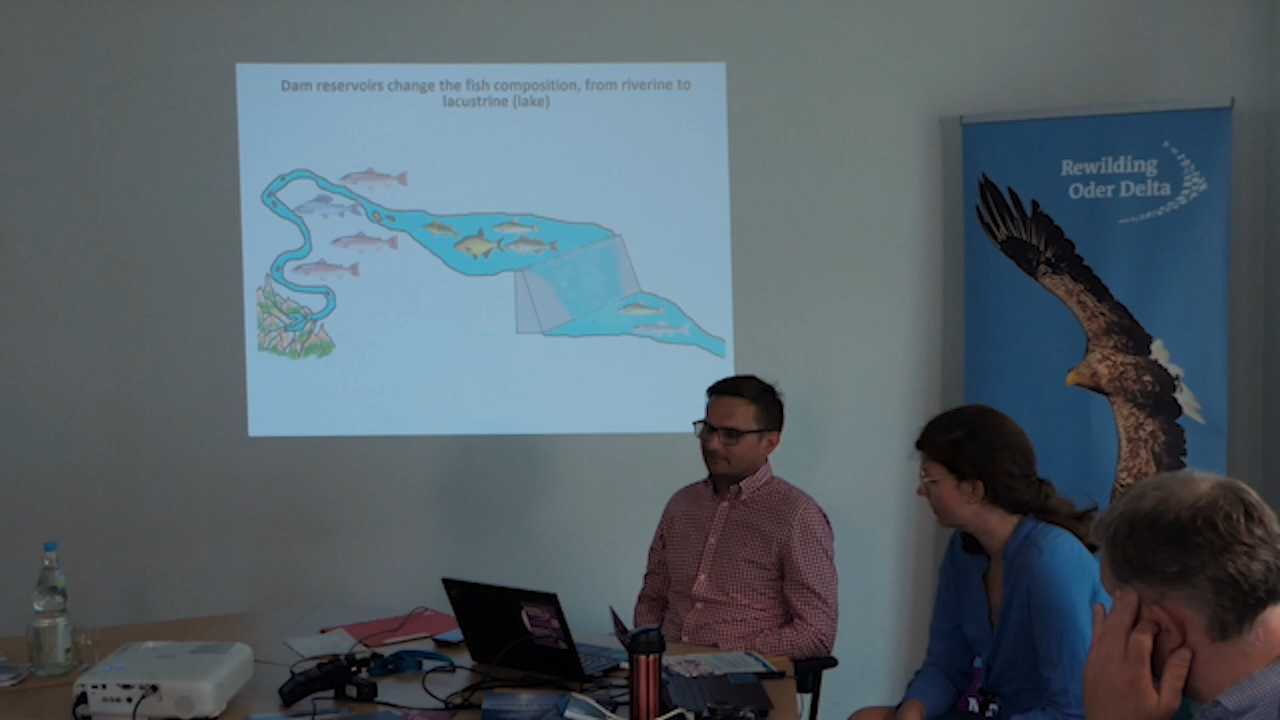 Dam reservoirs change the fish composition, from riverine to
lacustrine (lake)
Rewilding
Oder Delta